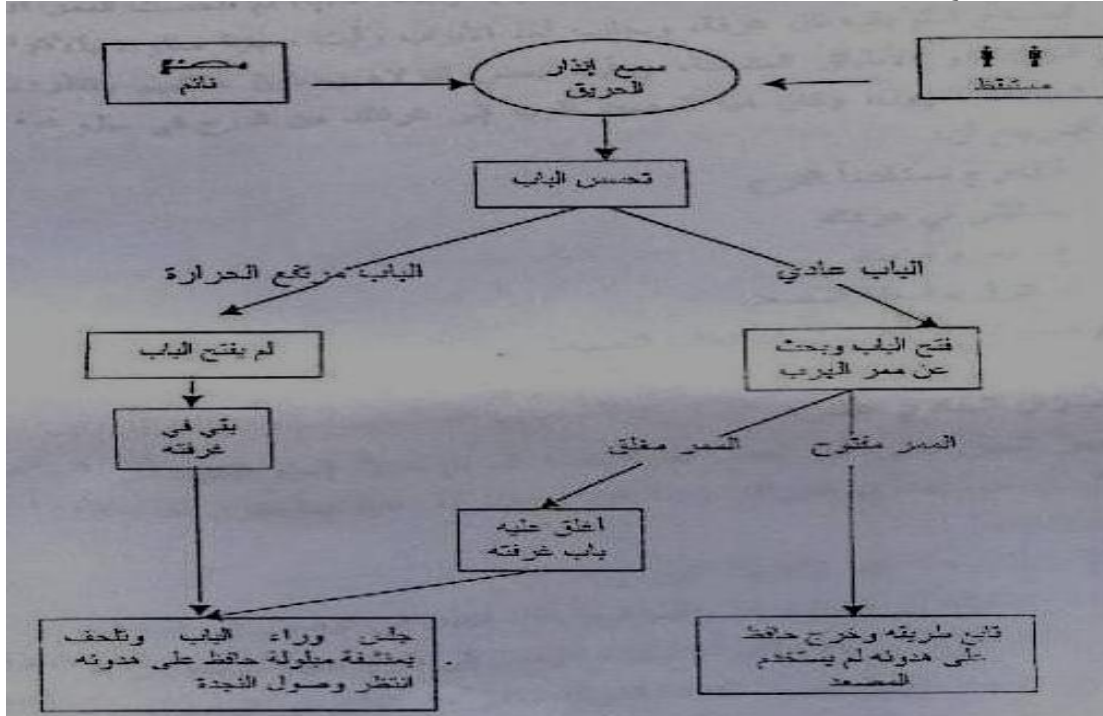 مستقظ
سمع إنذار
الحريق
نائم
تحسس الباب
الباب عادي
الباب مرتفع الحرارة
فتح الباب وبحث
عن ممر الهرب
لم يفتح الباب
الممر مفتوح
الممر مغلق
بقي في
غرفته
أغلق عليه
باب غرفته
تابع طريقه وخرج حافظ
على هدوئه لم يستخدم
المصعد
جلس وراء الباب وتلحف
بمنشفة مبلولة حافظ على هدوئه
انتظر وصول النجدة